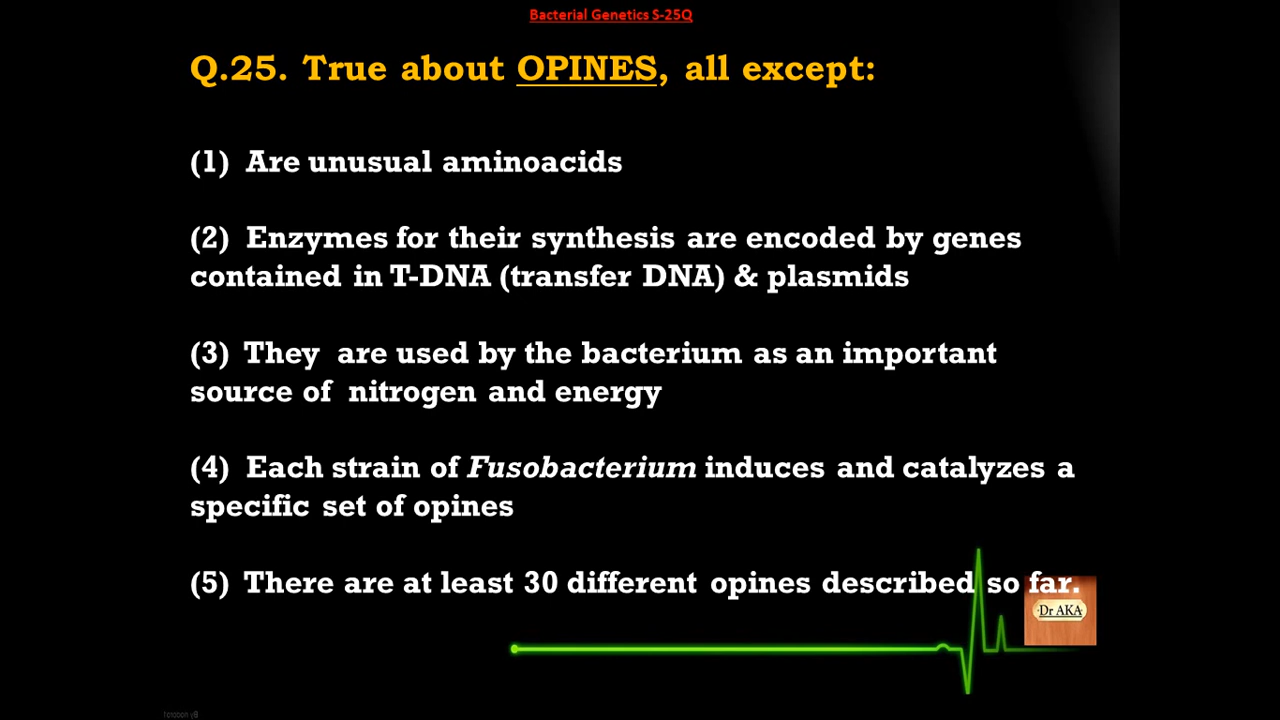 Bacterial Genetics S-25Q
Q.25. True about OPINES, all except:
(1) Are unusual aminoacids
(2) Enzymes for their synthesis are encoded by genes
contained in T-DNA (transfer DNA) & plasmids
(3) They are used by the bacterium as an important
source of nitrogen and energy
(4) Each strain of Fusobacterium induces and catalyzes a
specific set of opines
(5) There are at least 30 different opines described so far.
Dr AKA